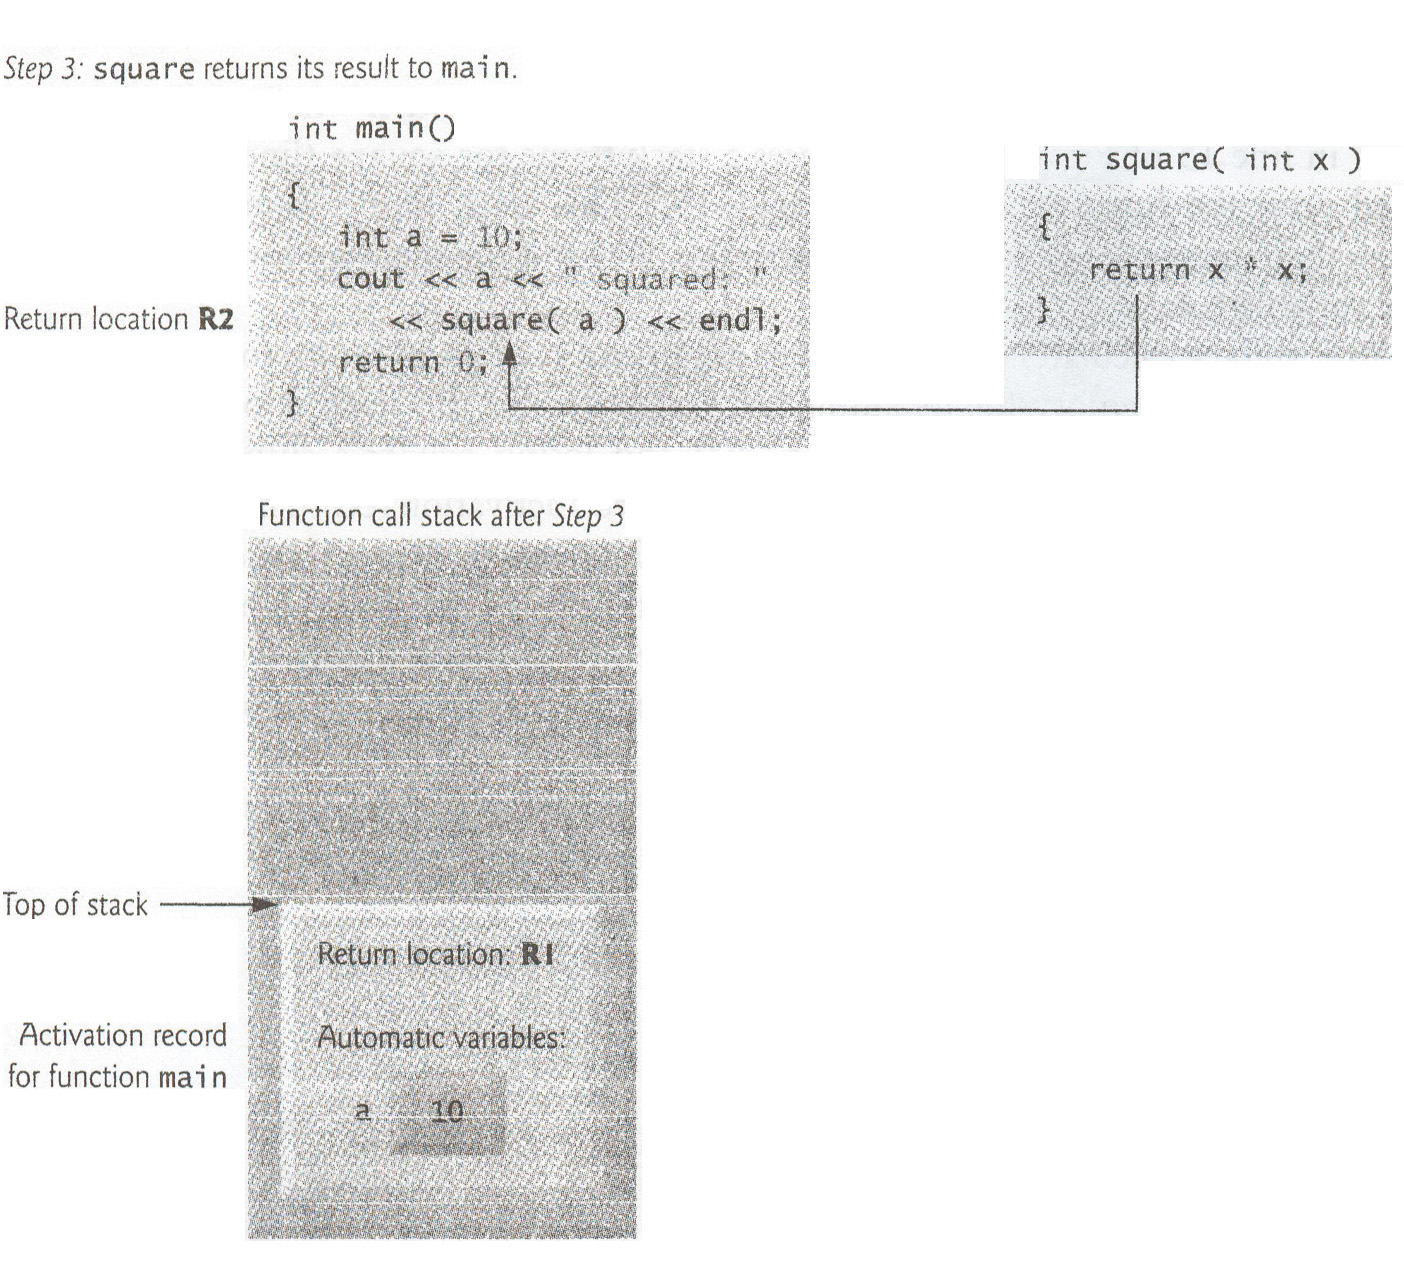 Step 3: square returns its result to main.
int main()
{
int a = 10;
cout << a << " squared: "
<< square( a ) << endl;
return 0;
}
Return location R2
int square( int x )
{
return x * x;
}
Function call stack after Step 3
Top of stack
Return location: R1
Automatic variables:
a 10
Activation record
for function main